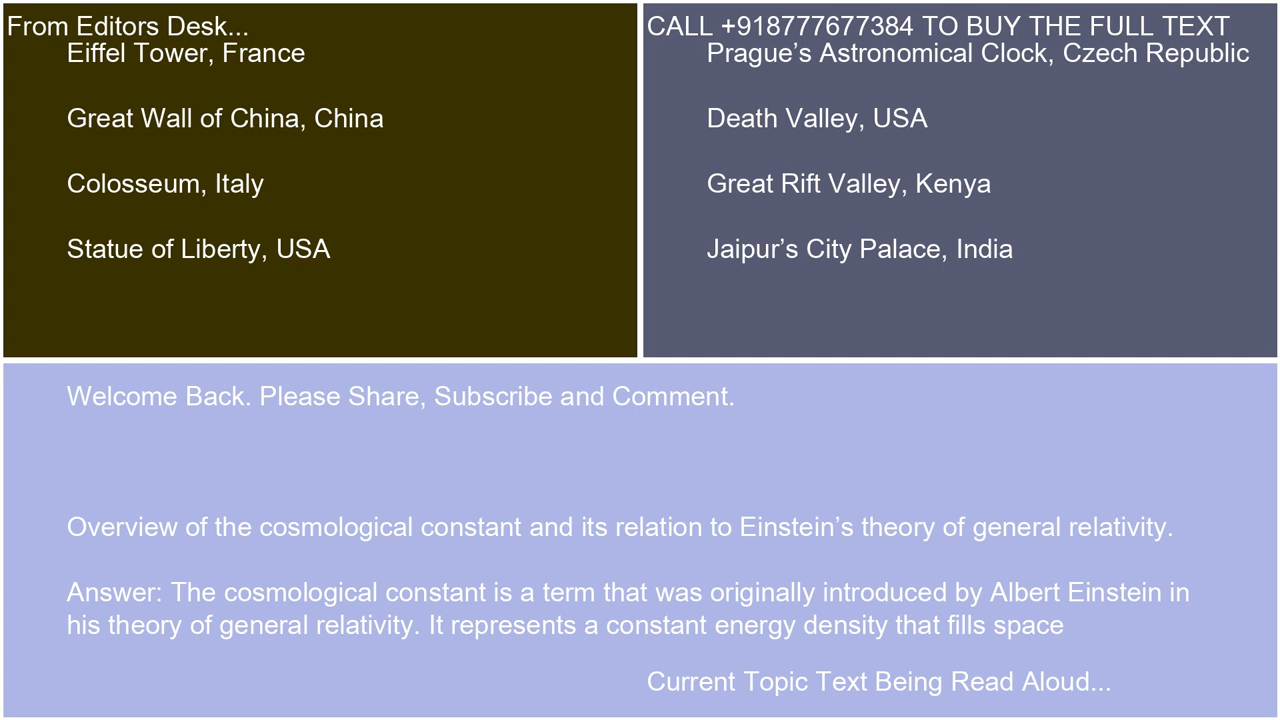 From Editors Desk...
Eiffel Tower, France
Great Wall of China, China
Colosseum, Italy
Statue of Liberty, USA
CALL +918777677384 TO BUY THE FULL TEXT
Prague’s Astronomical Clock, Czech Republic
Death Valley, USA
Great Rift Valley, Kenya
Jaipur’s City Palace, India
Welcome Back. Please Share, Subscribe and Comment.
Overview of the cosmological constant and its relation to Einstein’s theory of general relativity.
Answer: The cosmological constant is a term that was originally introduced by Albert Einstein in
his theory of general relativity. It represents a constant energy density that fills space
Current Topic Text Being Read Aloud...